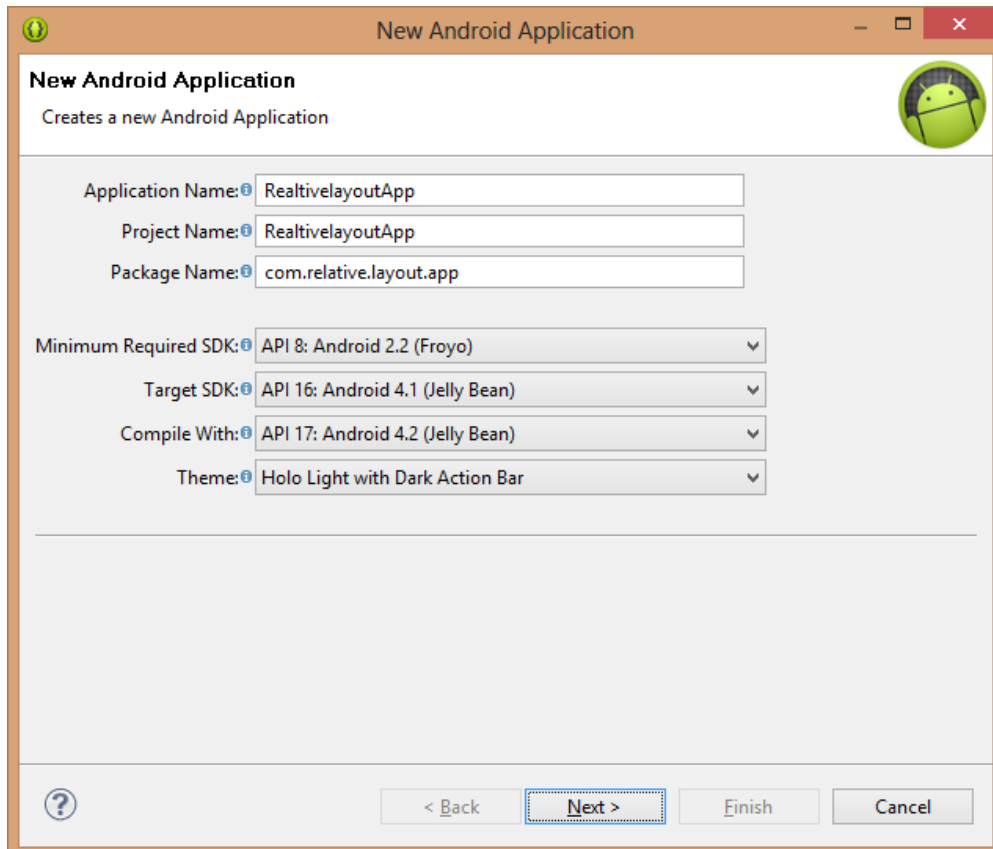 New Android Application
New Android Application
Creates a new Android Application
Application Name: RealtivelayoutApp
Project Name: RealtivelayoutApp
Package Name: com.relative.layout.app
Minimum Required SDK: API 8: Android 2.2 (Froyo)
Target SDK: API 16: Android 4.1 (Jelly Bean)
Compile With: API 17: Android 4.2 (Jelly Bean)
Theme: Holo Light with Dark Action Bar
? < Back Next > Finish Cancel